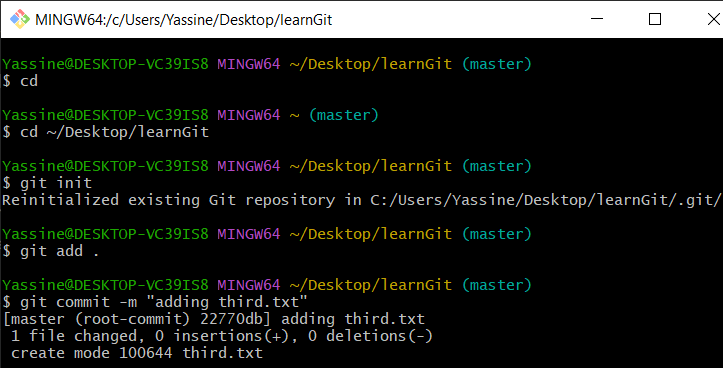 MINGW64:/c/Users/Yassine/Desktop/learnGit
Yassine@DESKTOP-VC39IS8 MINGW64 ~/Desktop/learnGit (master)
$ cd
Yassine@DESKTOP-VC39IS8 MINGW64 ~ (master)
$ cd ~/Desktop/learnGit
Yassine@DESKTOP-VC39IS8 MINGW64 ~/Desktop/learnGit (master)
$ git init
Reinitialized existing Git repository in C:/Users/Yassine/Desktop/learnGit/.git/
Yassine@DESKTOP-VC39IS8 MINGW64 ~/Desktop/learnGit (master)
$ git add .
Yassine@DESKTOP-VC39IS8 MINGW64 ~/Desktop/learnGit (master)
$ git commit -m "adding third.txt"
[master (root-commit) 22770db] adding third.txt
 1 file changed, 0 insertions(+), 0 deletions(-)
 create mode 100644 third.txt